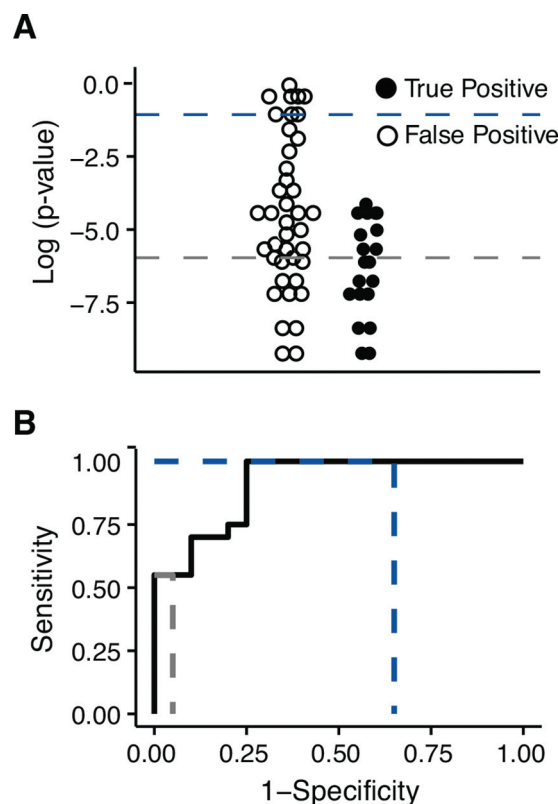 A
Log (p-value)
0.0
−2.5
−5.0
−7.5
True Positive
False Positive
B
Sensitivity
1.00
0.75
0.50
0.25
0.00
0.00 0.25 0.50 0.75 1.00
1−Specificity